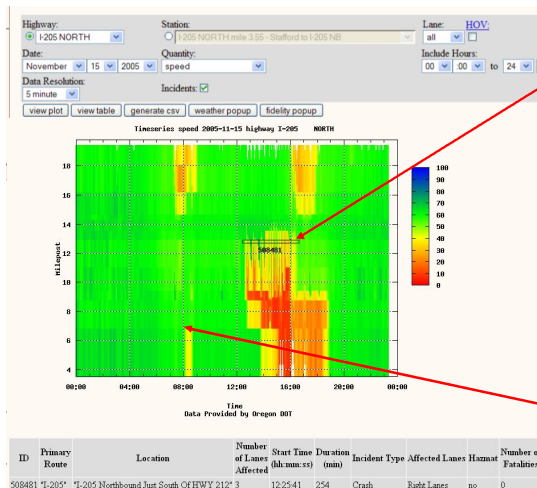 Highway: Station: Lane: HOV:
I-205 NORTH I-205 NORTH mile 3.55 - Stafford to I-205 NB all
Date: Quantity: Include Hours:
November 15 2005 speed 00 :00 to 24
Data Resolution:
5 minute Incidents:
view plot view table generate csv weather popup fidelity popup
Timeseries speed 2005-11-15 highway I-205 NORTH
Milepost
18
16
14
12
10
8
6
4
508481
100
90
80
70
60
50
40
30
20
10
0
00:00 04:00 08:00 12:00 16:00 20:00 00:00
Time
Data Provided by Oregon DOT
ID Primary Route Location Number of Lanes Affected Start Time (hh:mm:ss) Duration (min) Incident Type Affected Lanes Hazmat Number of Fatalities
508481 "I-205" "I-205 Northbound Just South Of HWY 212" 3 12:25:41 254 Crash Right Lanes no 0